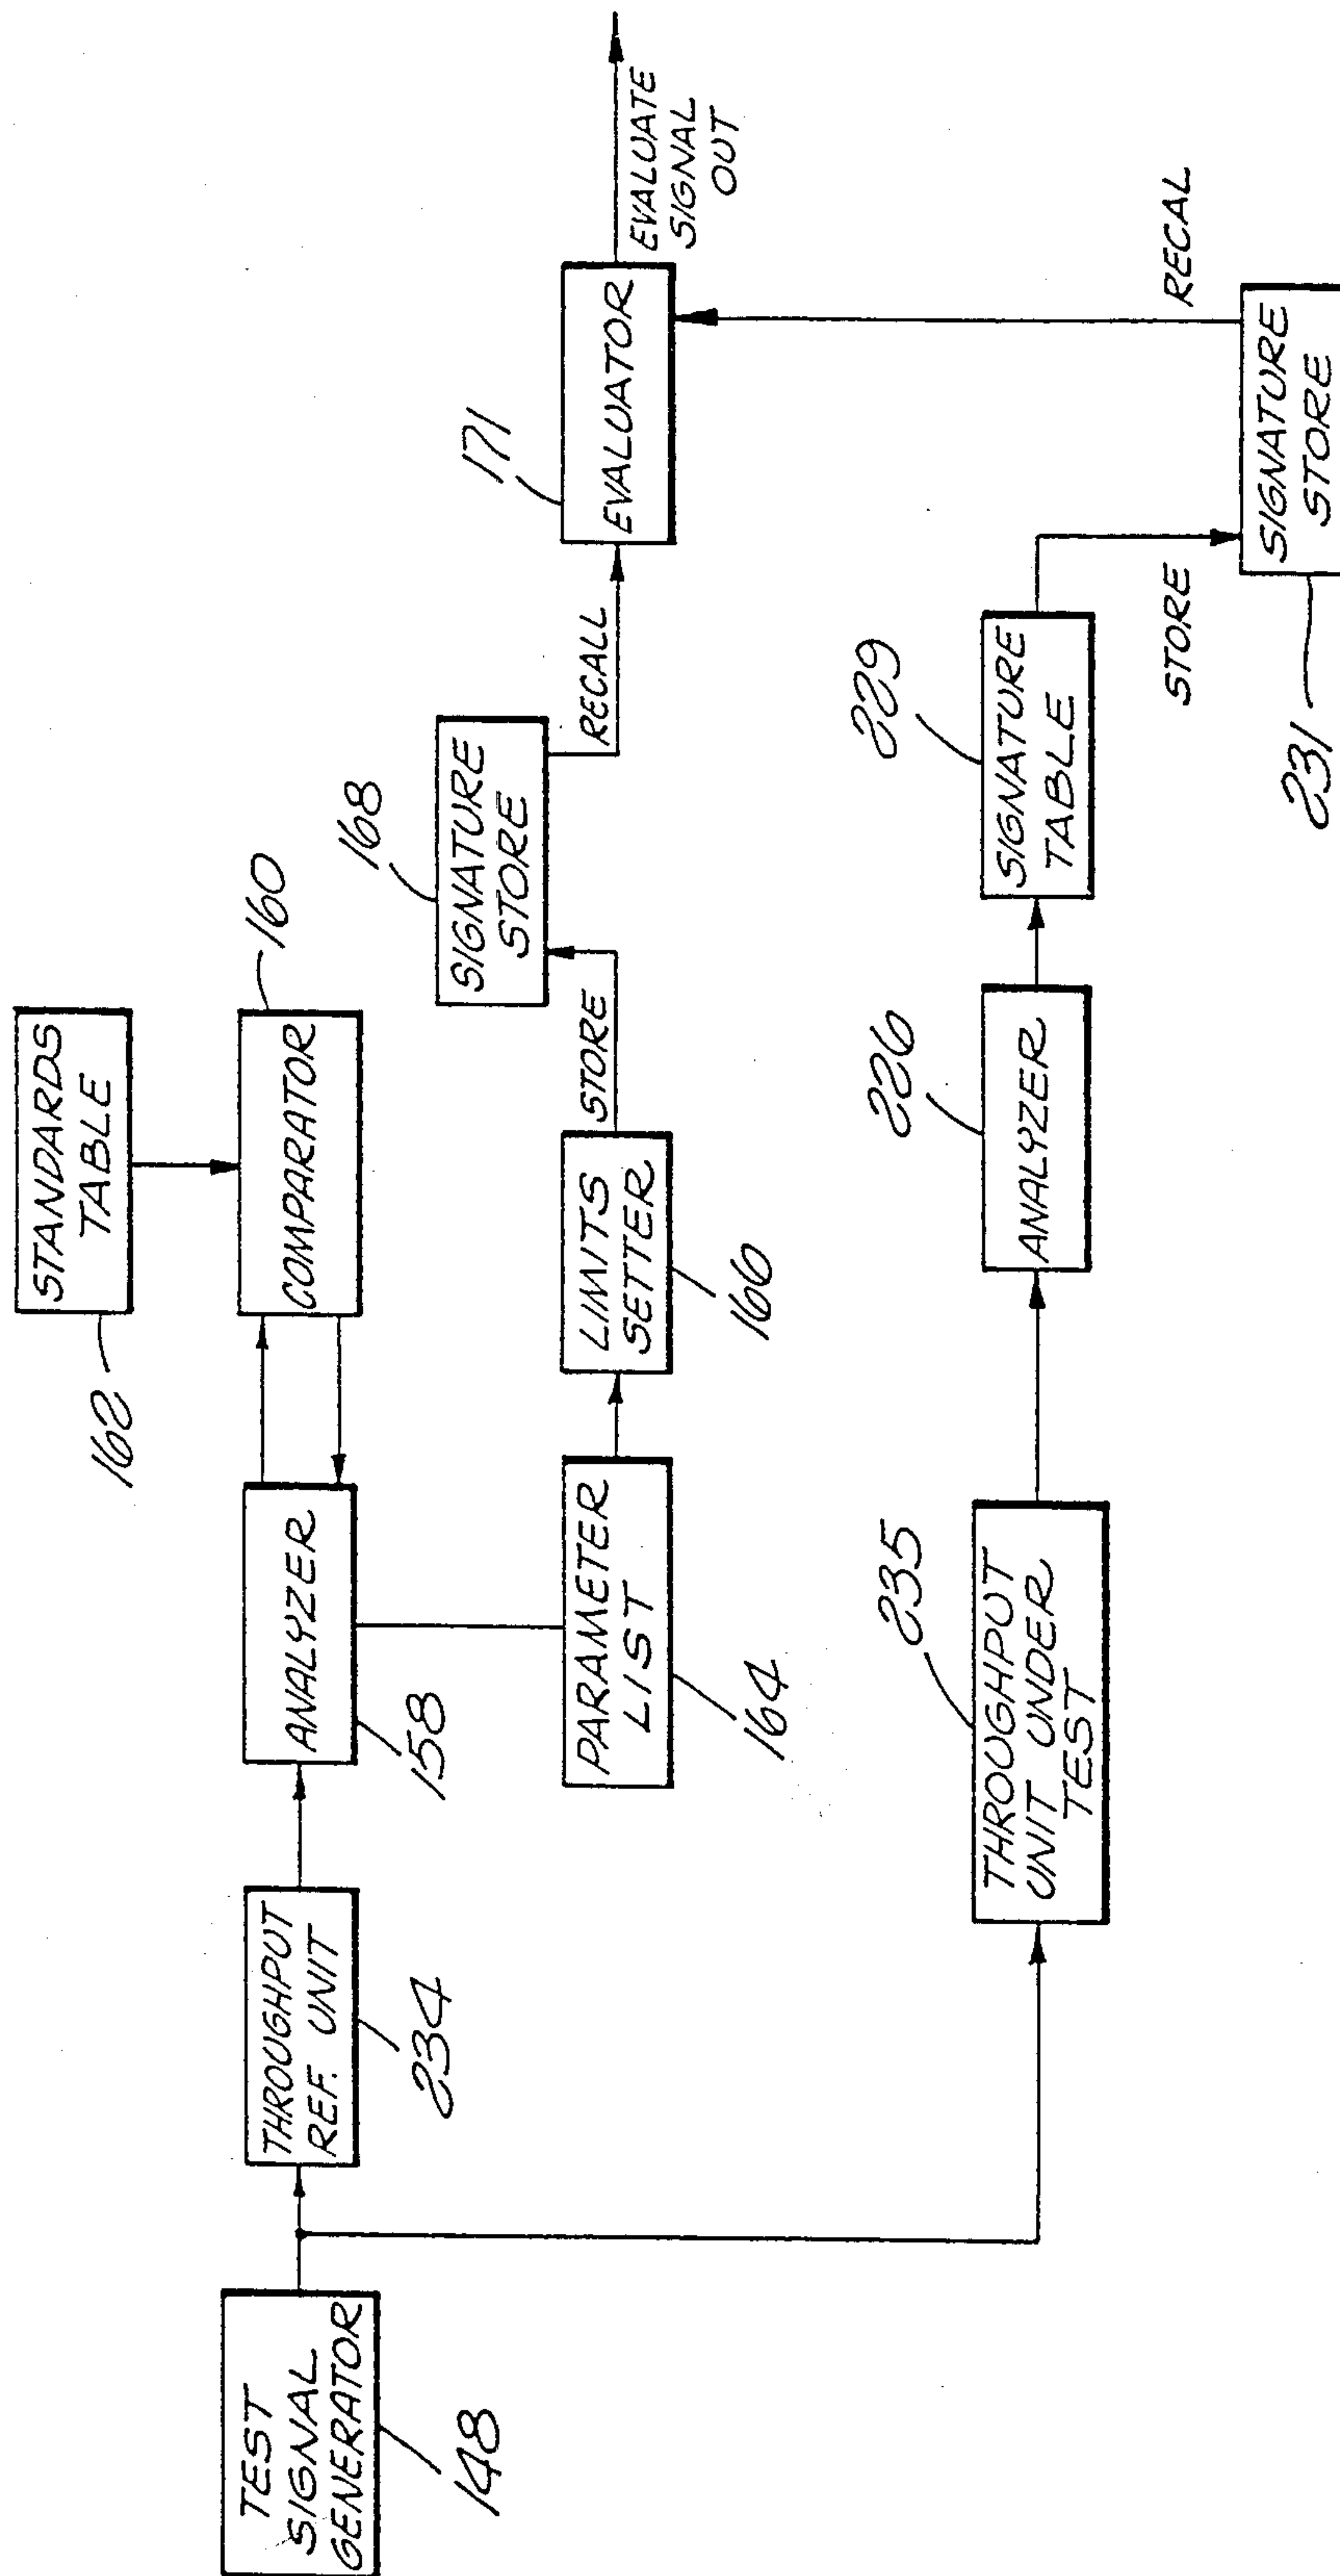 TEST
SIGNAL
GENERATOR
148
THROUGHPUT
REF. UNIT
234
ANALYZER
158
STANDARDS
TABLE
162
COMPARATOR
160
PARAMETER
LIST
164
LIMITS
SETTER
166
STORE
SIGNATURE
STORE
168
RECALL
EVALUATOR
171
EVALUATE
SIGNAL
OUT
THROUGHPUT
UNIT UNDER
TEST
235
ANALYZER
226
SIGNATURE
TABLE
229
STORE
SIGNATURE
STORE
231
RECAL